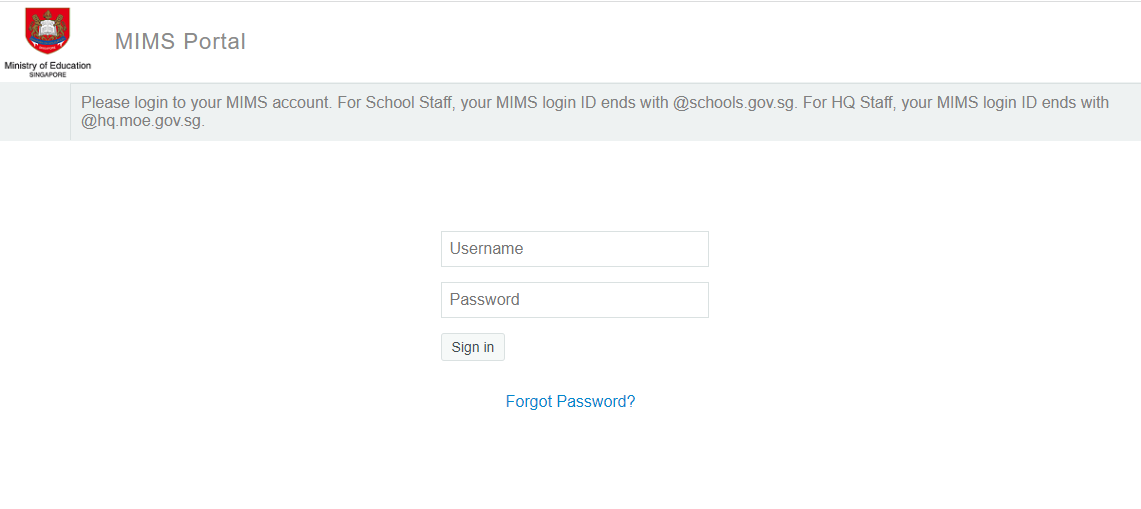 MIMS Portal
Ministry of Education
SINGAPORE
Please login to your MIMS account. For School Staff, your MIMS login ID ends with @schools.gov.sg. For HQ Staff, your MIMS login ID ends with
@hq.moe.gov.sg.
Username
Password
Sign in
Forgot Password?